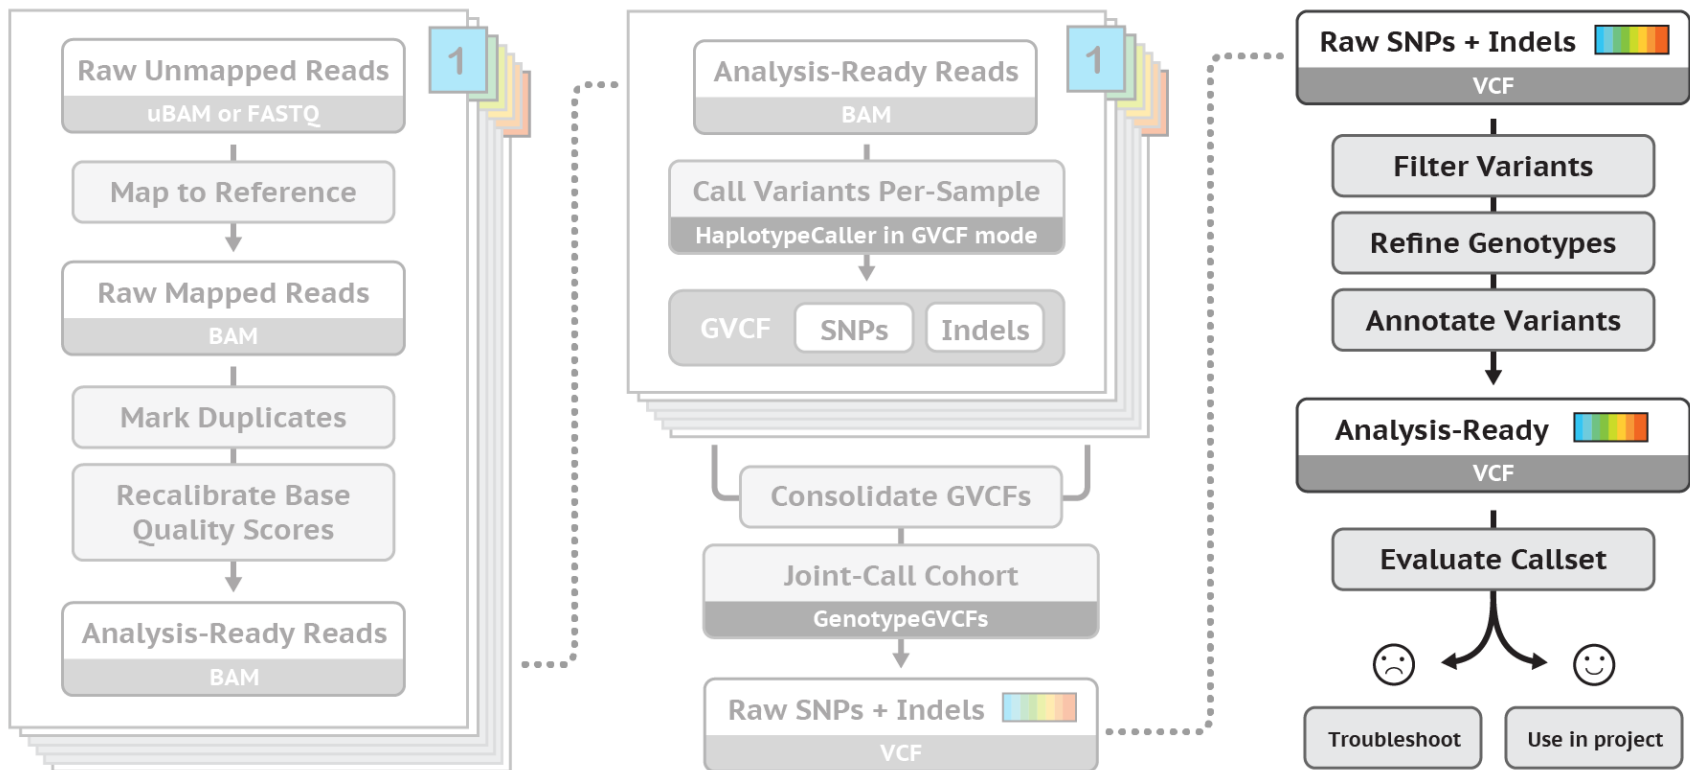 1
Raw Unmapped Reads
uBAM or FASTQ
Map to Reference
Raw Mapped Reads
BAM
Mark Duplicates
Recalibrate Base
Quality Scores
Analysis-Ready Reads
BAM
1
Analysis-Ready Reads
BAM
Call Variants Per-Sample
HaplotypeCaller in GVCF mode
GVCF SNPs Indels
Consolidate GVCFs
Joint-Call Cohort
GenotypeGVCFs
Raw SNPs + Indels
VCF
Raw SNPs + Indels
VCF
Filter Variants
Refine Genotypes
Annotate Variants
Analysis-Ready
VCF
Evaluate Callset
Troubleshoot
Use in project